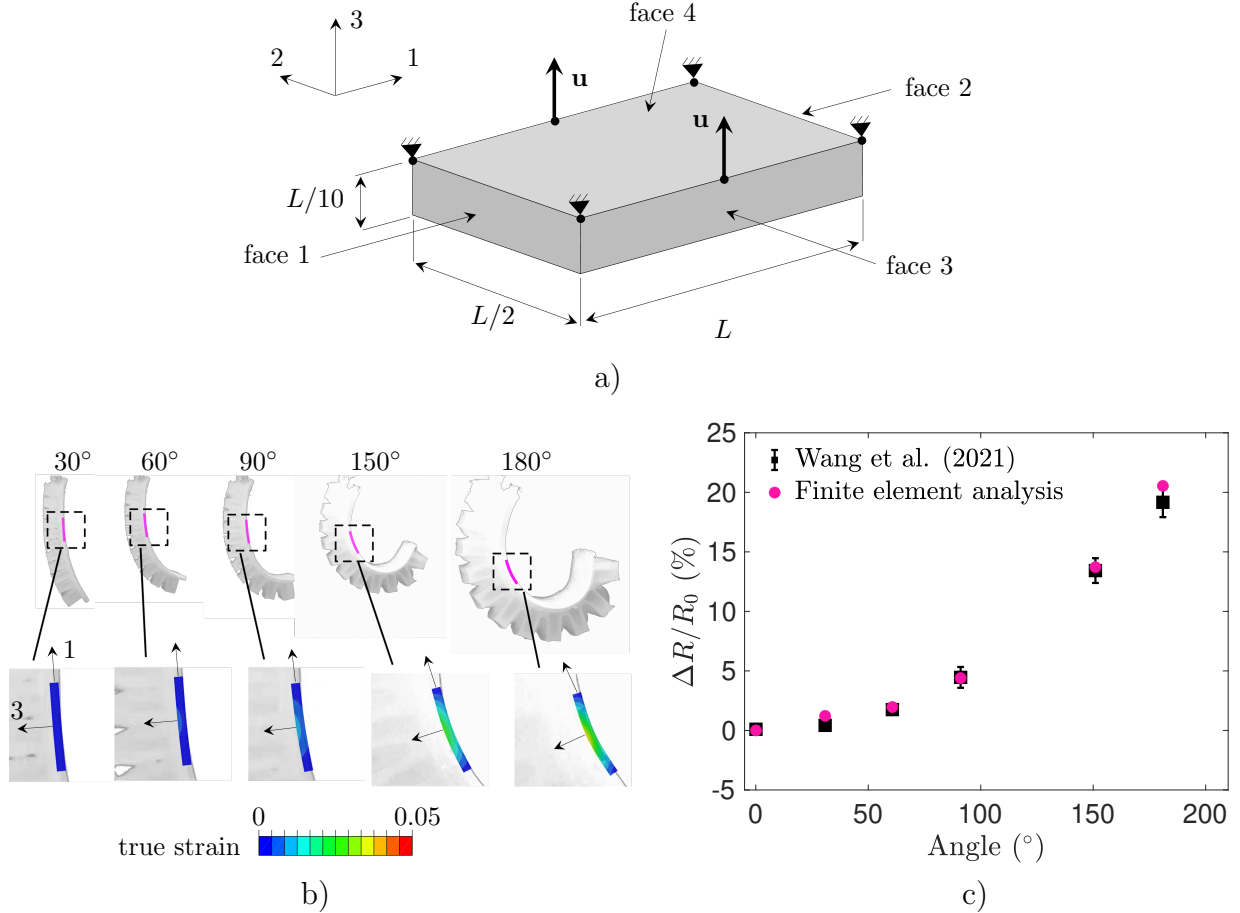 face 4
3
2
1
u
face 2
u
L/10
face 1
face 3
L/2
L
a)
30° 60° 90° 150° 180°
1
3
0 0.05
true strain
b)
25
20
15
10
5
0
-5
ΔR/R₀ (%)
Wang et al. (2021)
Finite element analysis
0 50 100 150 200
Angle (°)
c)